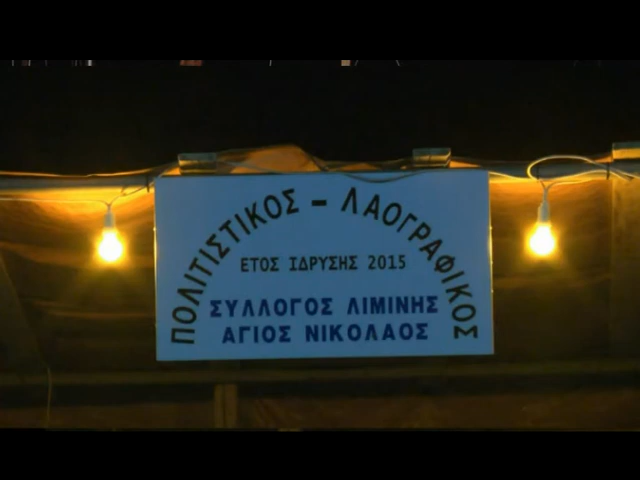 ΠΟΛΙΤΙΣΤΙΚΟΣ - ΛΑΟΓΡΑΦΙΚΟΣ
ΕΤΟΣ ΙΔΡΥΣΗΣ 2015
ΣΥΛΛΟΓΟΣ ΛΙΜΙΝΗΣ
ΑΓΙΟΣ ΝΙΚΟΛΑΟΣ